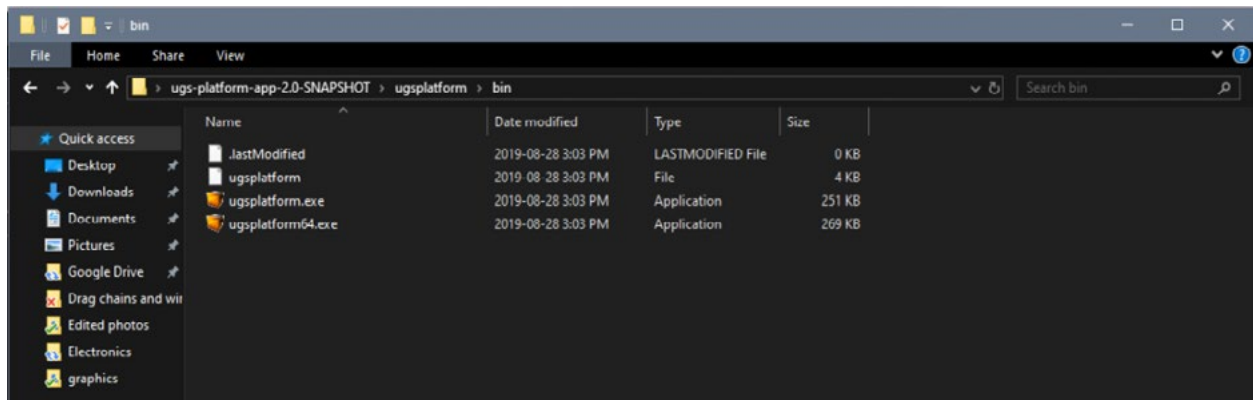 bin
File Home Share View
ugs-platform-app-2.0-SNAPSHOT › ugsplatform › bin
Search bin
Name Date modified Type Size
Quick access
Desktop
Downloads
Documents
Pictures
Google Drive
Drag chains and wir
Edited photos
Electronics
graphics
.lastModified 2019-08-28 3:03 PM LASTMODIFIED File 0 KB
ugsplatform 2019-08-28 3:03 PM File 4 KB
ugsplatform.exe 2019-08-28 3:03 PM Application 251 KB
ugsplatform64.exe 2019-08-28 3:03 PM Application 269 KB